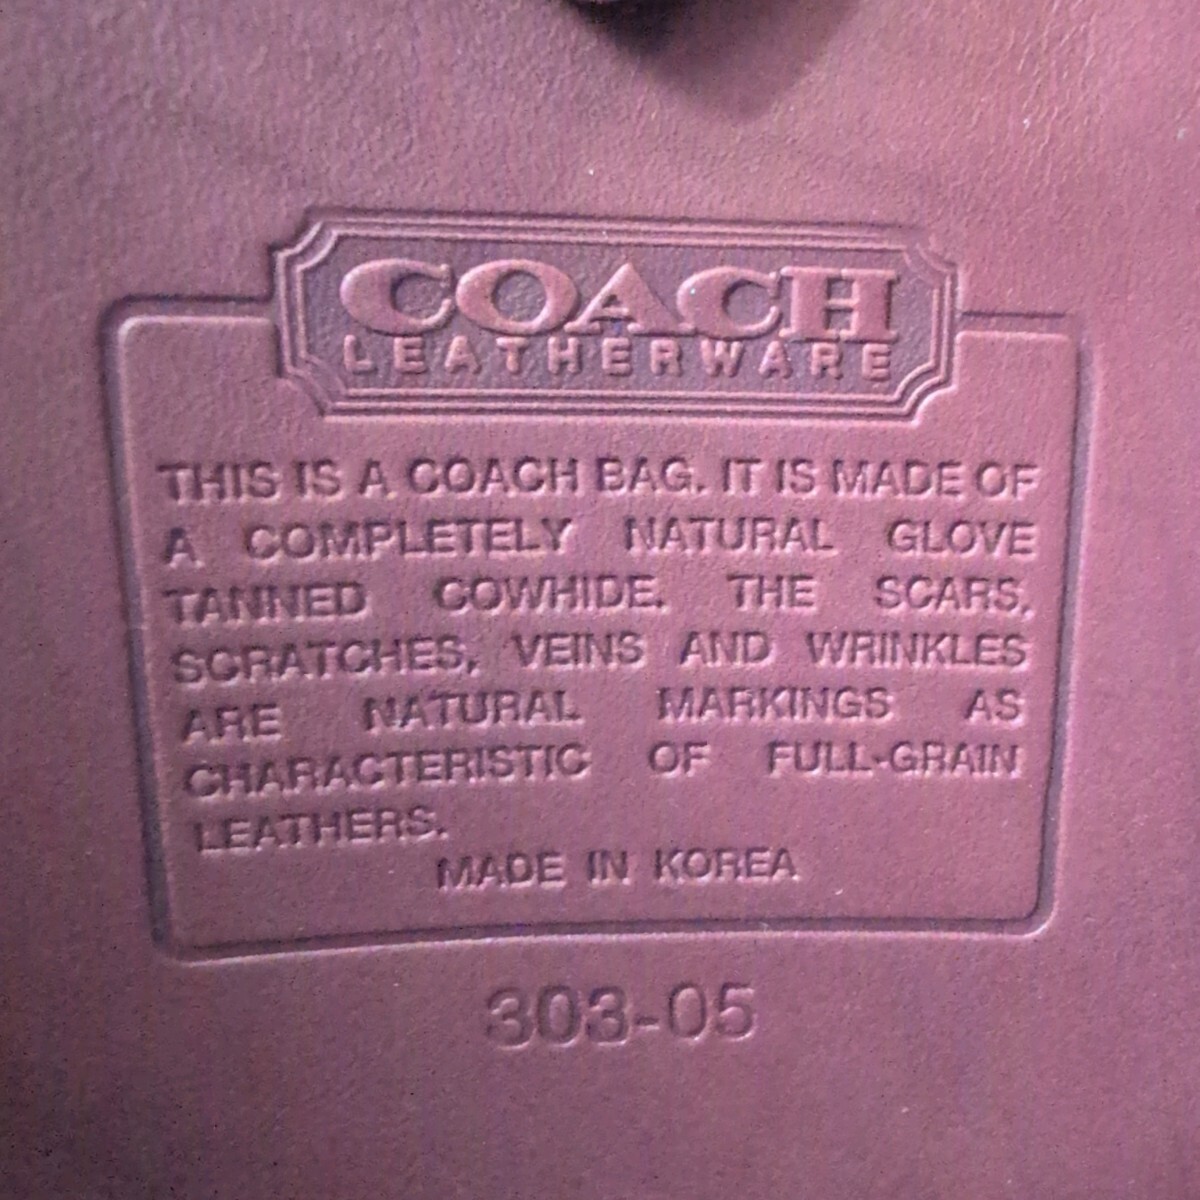 COACH
LEATHERWARE
THIS IS A COACH BAG. IT IS MADE OF
A COMPLETELY NATURAL GLOVE
TANNED COWHIDE. THE SCARS,
SCRATCHES, VEINS AND WRINKLES
ARE NATURAL MARKINGS AS
CHARACTERISTIC OF FULL-GRAIN
LEATHERS.
MADE IN KOREA
303-05